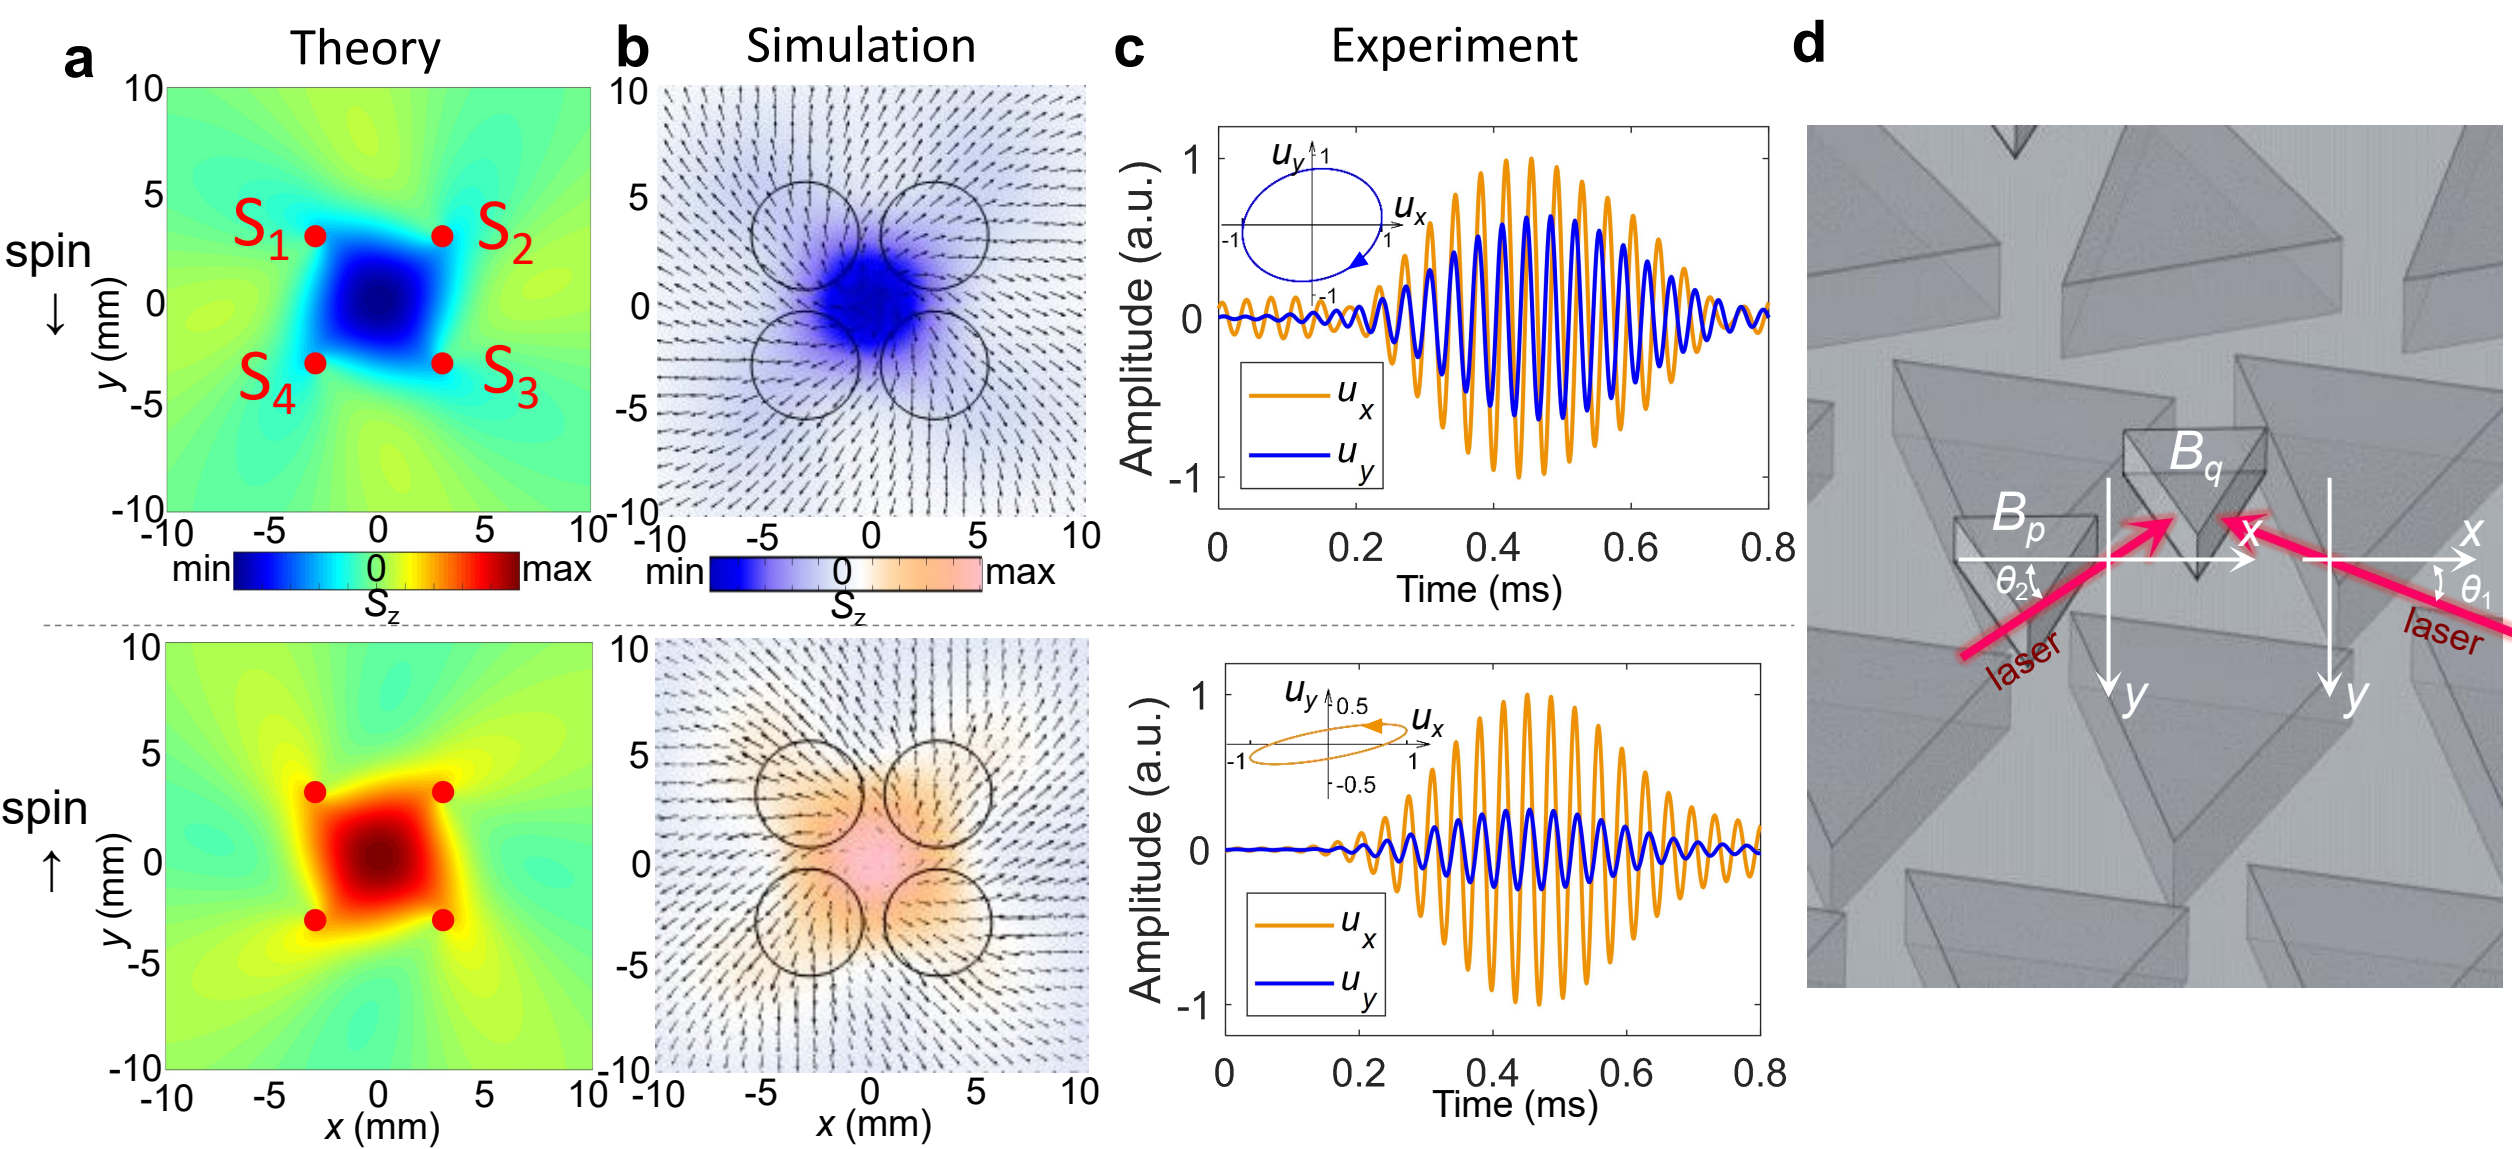 a Theory
10
5
0
-5
-10
y (mm)
spin
↓
S1 S2
S4 S3
-10 -5 0 5 10
min 0 max
Sz
b Simulation
10
5
0
-5
-10
-10 -5 0 5 10
min 0 max
Sz
c Experiment
Amplitude (a.u.)
1
0
-1
uy 1
ux
-1 1
-1
ux
uy
0 0.2 0.4 0.6 0.8
Time (ms)
d
Bq
Bp
x x
θ2 θ1
laser laser
y y
spin
↑
10
5
0
-5
-10
y (mm)
-10 -5 0 5 10
x (mm)
10
5
0
-5
-10
-10 -5 0 5 10
x (mm)
Amplitude (a.u.)
1
0
-1
uy 0.5
ux
-1 1
-0.5
ux
uy
0 0.2 0.4 0.6 0.8
Time (ms)